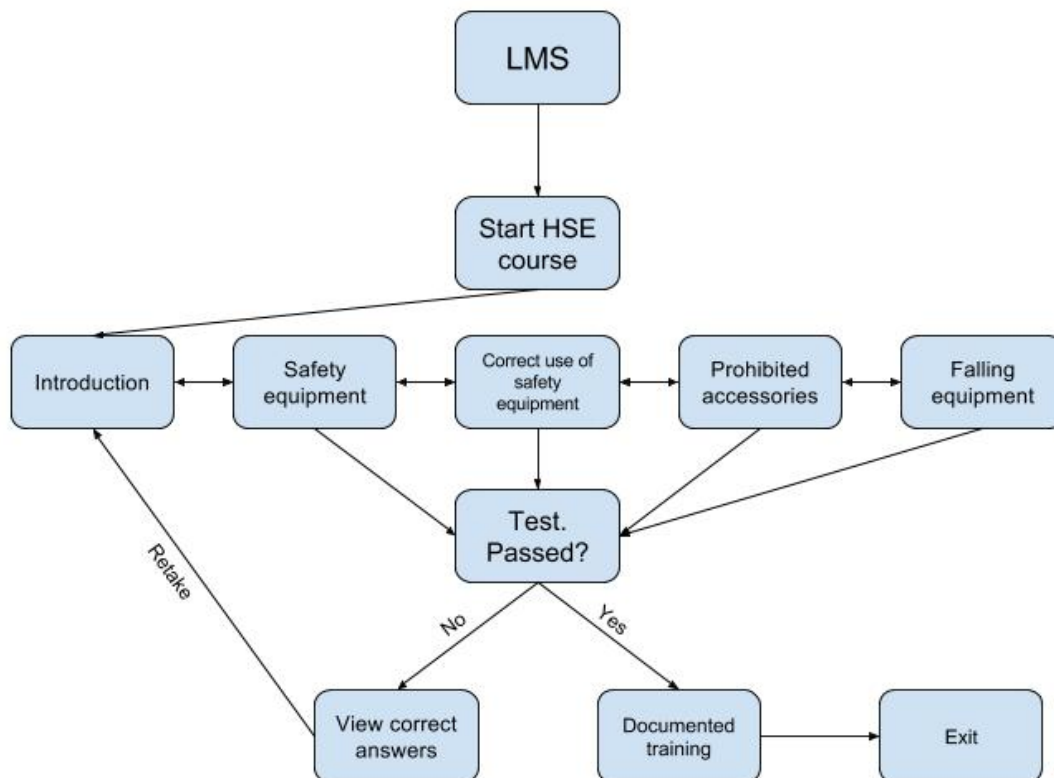 LMS
Start HSE
course
Introduction
Safety
equipment
Correct use of
safety
equipment
Prohibited
accessories
Falling
equipment
Test.
Passed?
Retake
No
Yes
View correct
answers
Documented
training
Exit